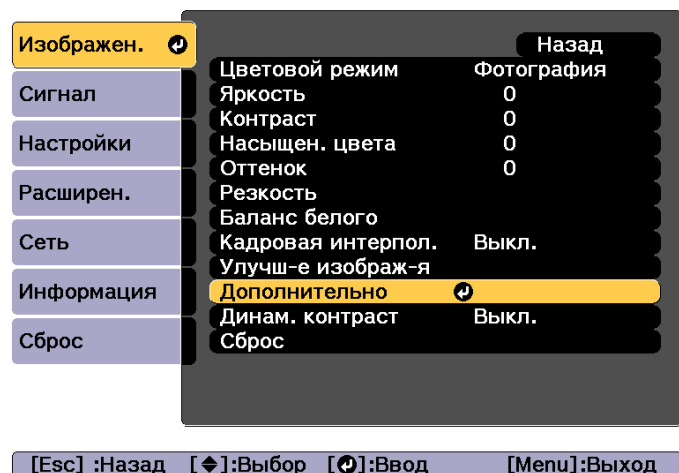 Изображен.
Сигнал
Настройки
Расширен.
Сеть
Информация
Сброс
Назад
Цветовой режим Фотография
Яркость 0
Контраст 0
Насыщен. цвета 0
Оттенок 0
Резкость
Баланс белого
Кадровая интерпол. Выкл.
Улучш-е изображ-я
Дополнительно
Динам. контраст Выкл.
Сброс
[Esc] :Назад [◆]:Выбор [↵]:Ввод [Menu]:Выход